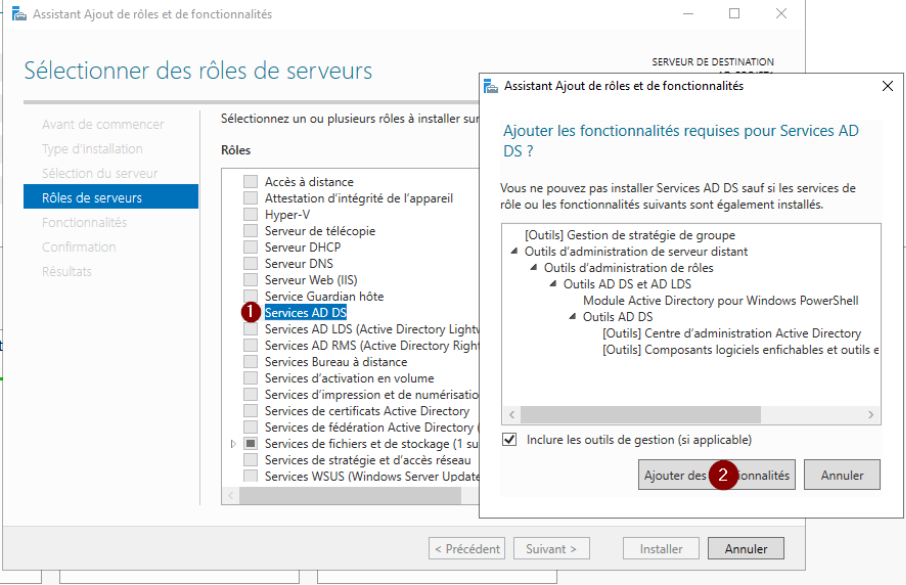 Assistant Ajout de rôles et de fonctionnalités
Sélectionner des rôles de serveurs
SERVEUR DE DESTINATION
Avant de commencer
Type d'installation
Sélection du serveur
Rôles de serveurs
Fonctionnalités
Confirmation
Résultats
Sélectionnez un ou plusieurs rôles à installer sur
Rôles
Accès à distance
Attestation d'intégrité de l'appareil
Hyper-V
Serveur de télécopie
Serveur DHCP
Serveur DNS
Serveur Web (IIS)
Service Guardian hôte
1 Services AD DS
Services AD LDS (Active Directory
Services AD RMS (Active Directory
Services Bureau à distance
Services d'activation en volume
Services d'impression et de
Services de certificats Active Directory
Services de fédération Active Directory (
Services de fichiers et de stockage (1
Services de stratégie et d'accès réseau
Services WSUS (Windows Server
< Précédent
Suivant >
Installer
Annuler
Assistant Ajout de rôles et de fonctionnalités
Ajouter les fonctionnalités requises pour Services AD
DS ?
Vous ne pouvez pas installer Services AD DS sauf si les services de
rôle ou les fonctionnalités suivants sont également installés.
[Outils] Gestion de stratégie de groupe
Outils d'administration de serveur distant
Outils d'administration de rôles
Outils AD DS et AD LDS
Module Active Directory pour Windows PowerShell
Outils AD DS
[Outils] Centre d'administration Active Directory
[Outils] Composants logiciels enfichables et outils
Inclure les outils de gestion (si applicable)
Ajouter des 2
Annuler